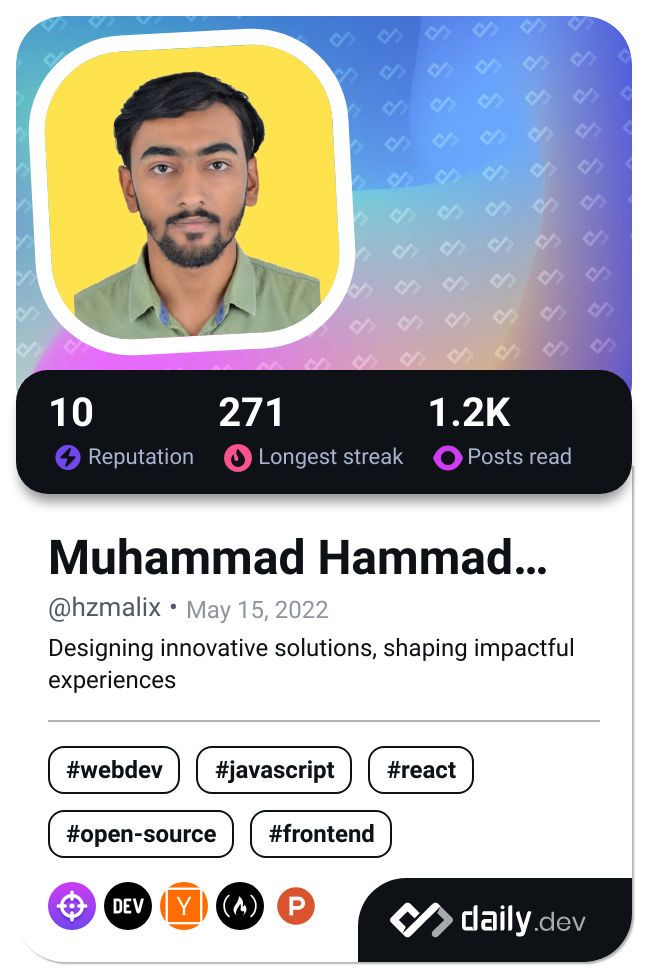 10 271 1.2K
Reputation Longest streak Posts read
Muhammad Hammad...
@hzmalix • May 15, 2022
Designing innovative solutions, shaping impactful
experiences
#webdev #javascript #react
#open-source #frontend
DEV Y P
daily.dev